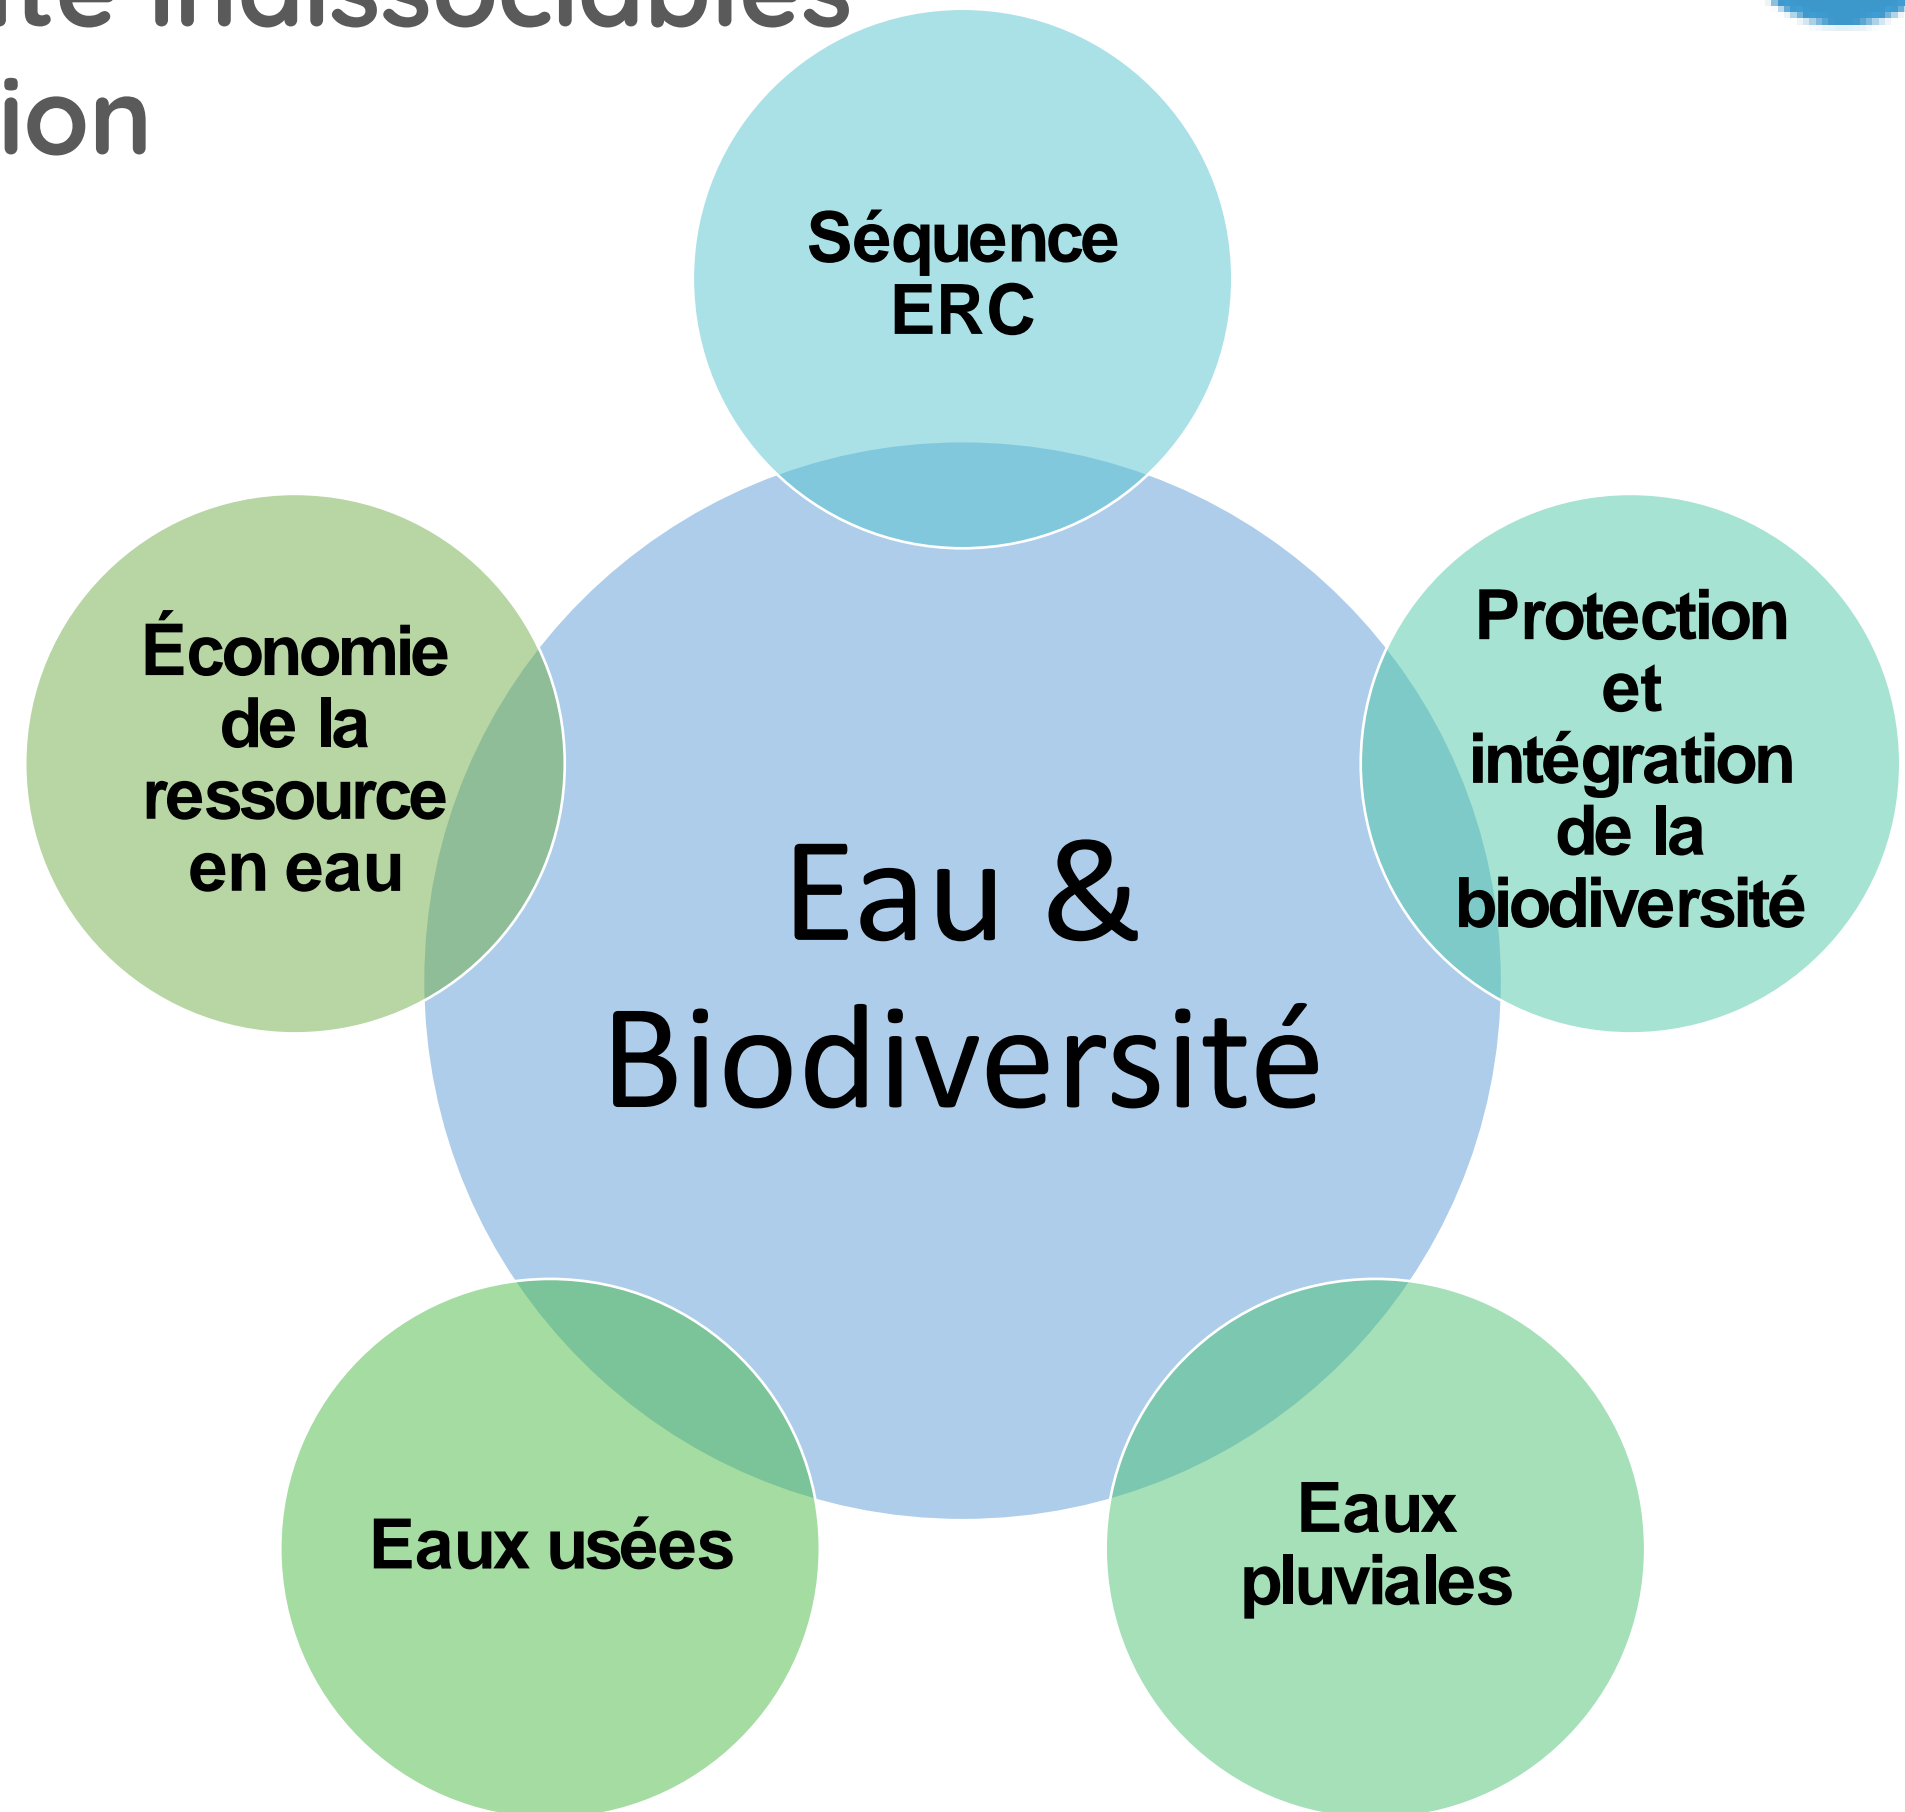 indissociables
ion
Séquence
ERC
Protection
et
intégration
de la
biodiversité
Économie
de la
ressource
en eau
Eau &
Biodiversité
Eaux usées
Eaux
pluviales